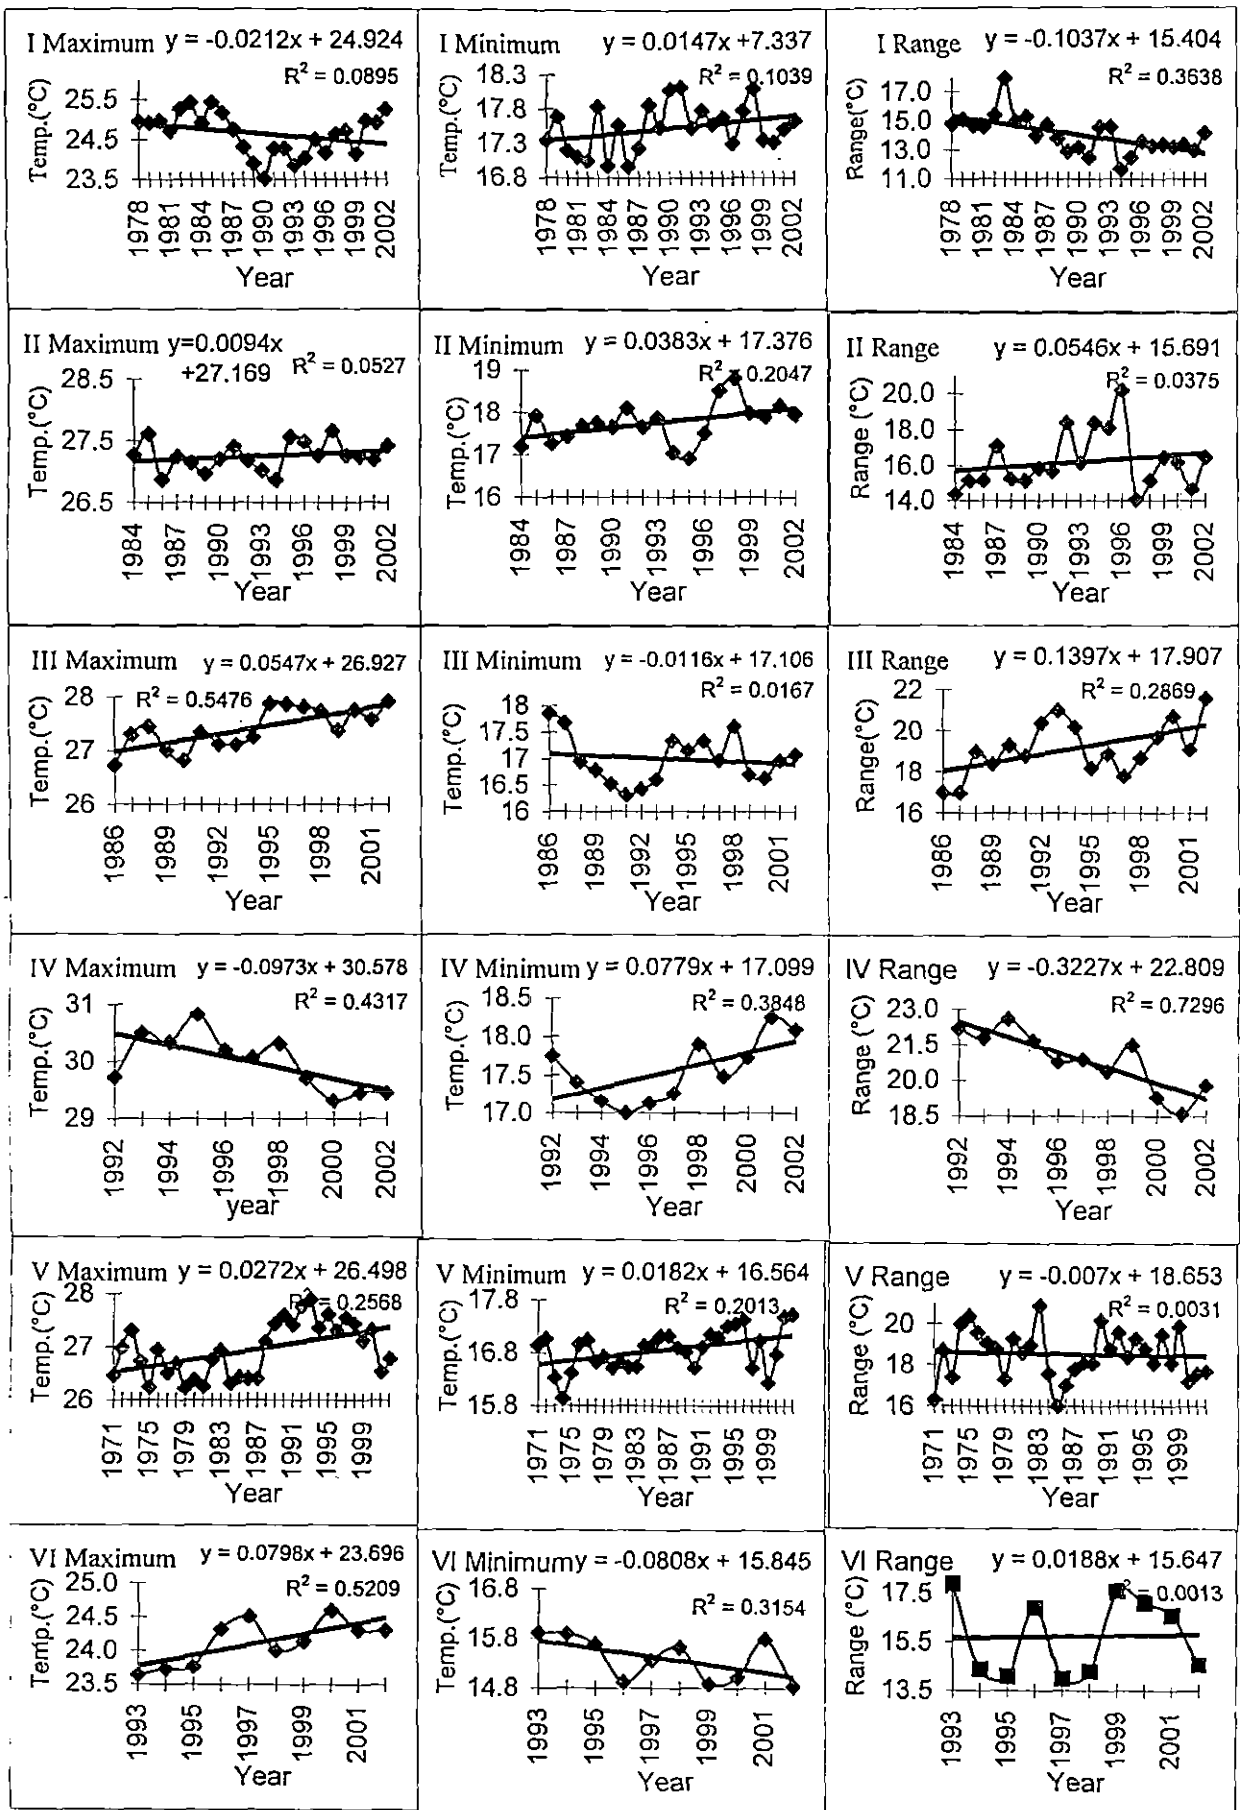 I Maximum y = -0.0212x + 24.924
R² = 0.0895
Temp.(°C)
25.5
24.5
23.5
1978
1981
1984
1987
1990
1993
1996
1999
2002
Year
I Minimum y = 0.0147x +7.337
R² = 0.1039
Temp.(°C)
18.3
17.8
17.3
16.8
1978
1981
1984
1987
1990
1993
1996
1999
2002
Year
I Range y = -0.1037x + 15.404
R² = 0.3638
Range(°C)
17.0
15.0
13.0
11.0
1978
1981
1984
1987
1990
1993
1996
1999
2002
Year
II Maximum y=0.0094x
+27.169 R² = 0.0527
Temp.(°C)
28.5
27.5
26.5
1984
1987
1990
1993
1996
1999
2002
Year
II Minimum y = 0.0383x + 17.376
R² = 0.2047
Temp.(°C)
19
18
17
16
1984
1987
1990
1993
1996
1999
2002
Year
II Range y = 0.0546x + 15.691
R² = 0.0375
Range (°C)
20.0
18.0
16.0
14.0
1984
1987
1990
1993
1996
1999
2002
Year
III Maximum y = 0.0547x + 26.927
R² = 0.5476
Temp.(°C)
28
27
26
1986
1989
1992
1995
1998
2001
Year
III Minimum y = -0.0116x + 17.106
R² = 0.0167
Temp.(°C)
18
17.5
17
16.5
16
1986
1989
1992
1995
1998
2001
Year
III Range y = 0.1397x + 17.907
R² = 0.2869
Range(°C)
22
20
18
16
1986
1989
1992
1995
1998
2001
Year
IV Maximum y = -0.0973x + 30.578
R² = 0.4317
Temp.(°C)
31
30
29
1992
1994
1996
1998
2000
2002
year
IV Minimum y = 0.0779x + 17.099
R² = 0.3848
Temp.(°C)
18.5
18.0
17.5
17.0
1992
1994
1996
1998
2000
2002
Year
IV Range y = -0.3227x + 22.809
R² = 0.7296
Range (°C)
23.0
21.5
20.0
18.5
1992
1994
1996
1998
2000
2002
Year
V Maximum y = 0.0272x + 26.498
R² = 0.2568
Temp.(°C)
28
27
26
1971
1975
1979
1983
1987
1991
1995
1999
Year
V Minimum y = 0.0182x + 16.564
R² = 0.2013
Temp.(°C)
17.8
16.8
15.8
1971
1975
1979
1983
1987
1991
1995
1999
Year
V Range y = -0.007x + 18.653
R² = 0.0031
Range (°C)
20
18
16
1971
1975
1979
1983
1987
1991
1995
1999
Year
VI Maximum y = 0.0798x + 23.696
R² = 0.5209
Temp.(°C)
25.0
24.5
24.0
23.5
1993
1995
1997
1999
2001
Year
VI Minimumy = -0.0808x + 15.845
R² = 0.3154
Temp.(°C)
16.8
15.8
14.8
1993
1995
1997
1999
2001
Year
VI Range y = 0.0188x + 15.647
R² = 0.0013
Range (°C)
17.5
15.5
13.5
1993
1995
1997
1999
2001
Year